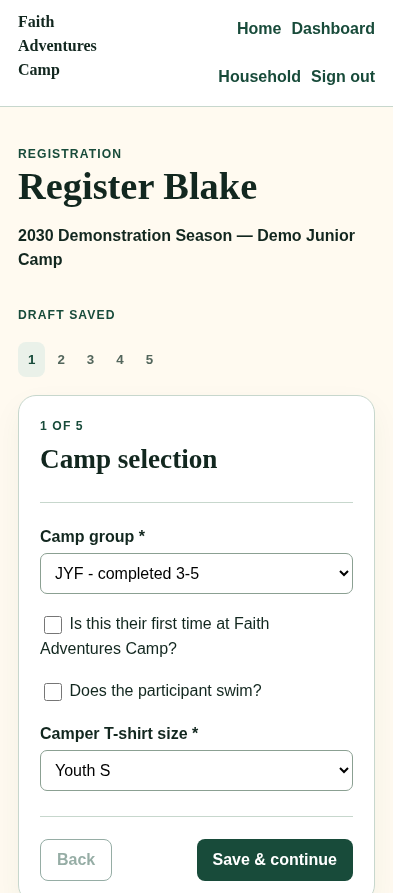 Faith
Adventures
Camp
Home Dashboard
Household Sign out
REGISTRATION
Register Blake
2030 Demonstration Season — Demo Junior
Camp
DRAFT SAVED
1 2 3 4 5
1 OF 5
Camp selection
Camp group *
JYF - completed 3-5
Is this their first time at Faith
Adventures Camp?
Does the participant swim?
Camper T-shirt size *
Youth S
Back
Save & continue